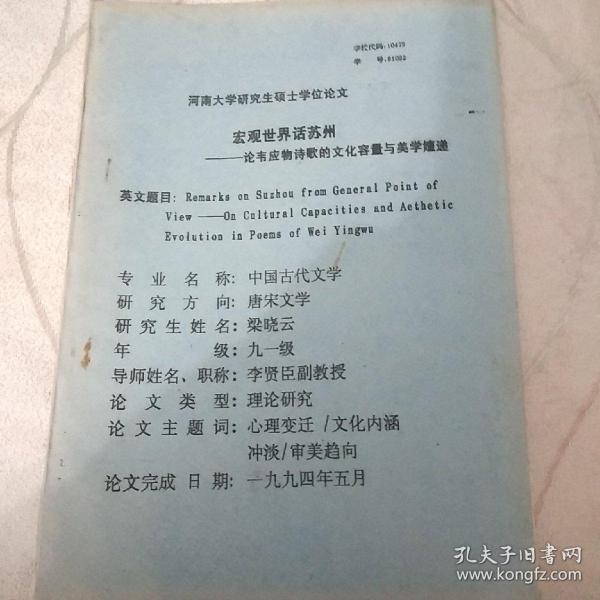 学校代码:10475
学 号:91002
河南大学研究生硕士学位论文
宏观世界话苏州
——论韦应物诗歌的文化容量与美学嬗递
英文题目: Remarks on Suzhou from General Point of
View ——On Cultural Capacities and Aethetic
Evolution in Poems of Wei Yingwu
专业名称: 中国古代文学
研究方向: 唐宋文学
研究生姓名: 梁晓云
年 级: 九一级
导师姓名、职称: 李贤臣副教授
论文类型: 理论研究
论文主题词: 心理变迁/文化内涵
冲淡/审美趋向
论文完成日期: 一九九四年五月
孔夫子旧书网
www.kongfz.com